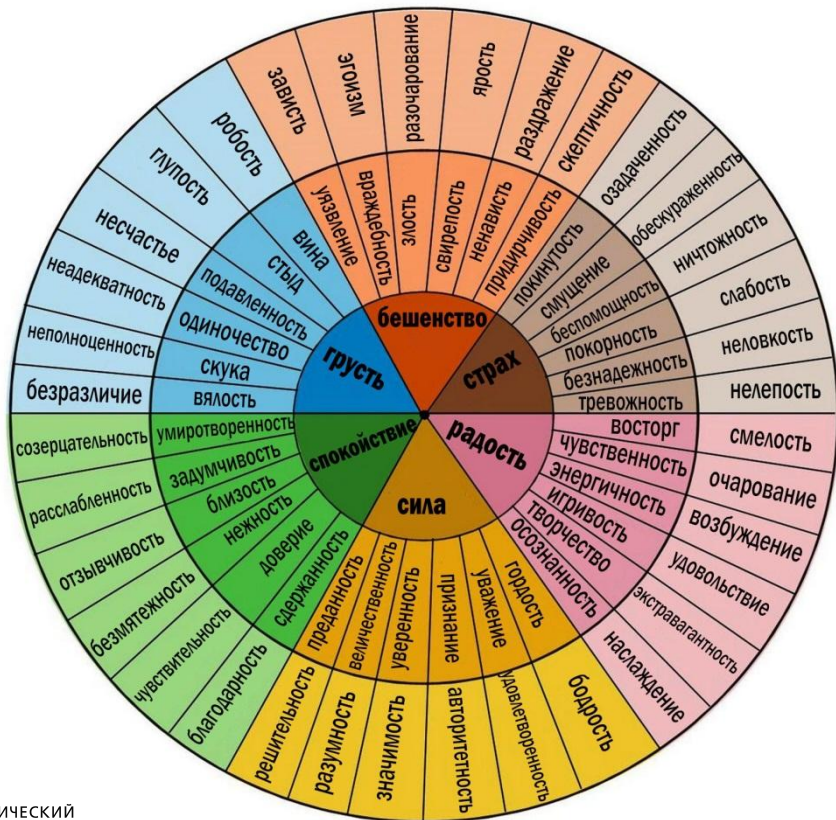 зависть
эгоизм
разочарование
ярость
раздражение
скептичность
озадаченность
обескураженность
ничтожность
слабость
неловкость
нелепость
смелость
очарование
возбуждение
удовольствие
экстравагантность
наслаждение
бодрость
удовлетворенность
авторитетность
значимость
разумность
решительность
благодарность
чувствительность
безмятежность
отзывчивость
расслабленность
созерцательность
безразличие
неполноценность
неадекватность
несчастье
глупость
робость
уязвление
враждебность
злость
свирепость
ненависть
придирчивость
покинутость
смущение
беспомощность
покорность
безнадежность
тревожность
восторг
чувственность
энергичность
игривость
творчество
осознанность
гордость
уважение
признание
уверенность
величественность
преданность
сдержанность
доверие
нежность
близость
задумчивость
умиротворенность
вялость
скука
одиночество
подавленность
стыд
вина
бешенство
страх
радость
сила
спокойствие
грусть
ический